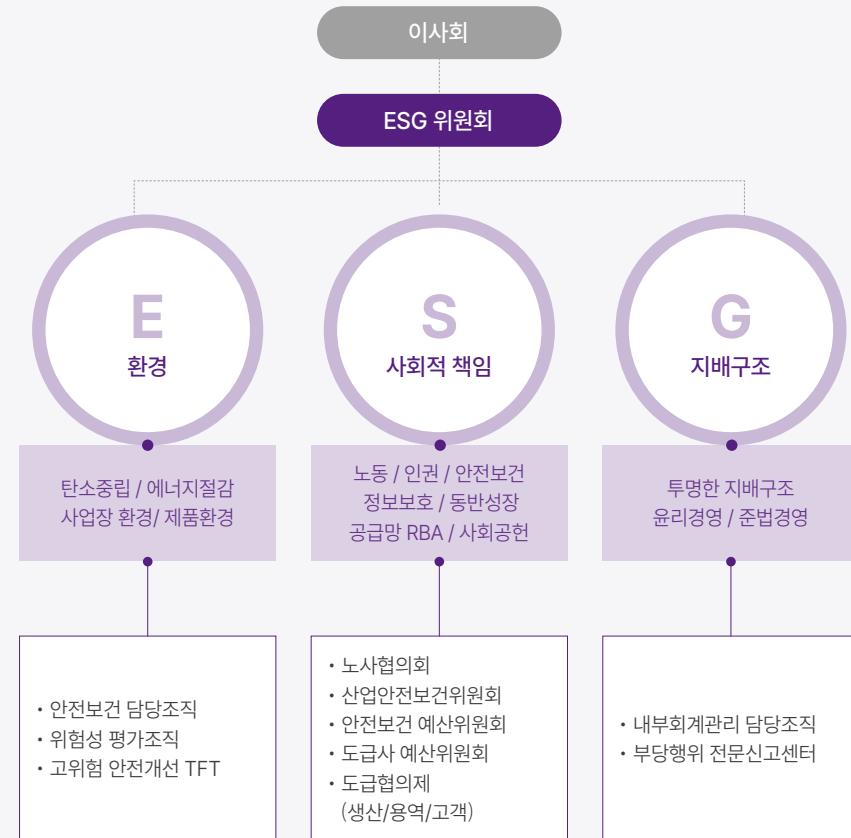 이사회
ESG 위원회
E
환경
탄소중립 / 에너지절감
사업장 환경/ 제품환경
• 안전보건 담당조직
• 위험성 평가조직
• 고위험 안전개선 TFT
S
사회적 책임
노동 / 인권 / 안전보건
정보보호 / 동반성장
공급망 RBA / 사회공헌
• 노사협의회
• 산업안전보건위원회
• 안전보건 예산위원회
• 도급사 예산위원회
• 도급협의제
(생산/용역/고객)
G
지배구조
투명한 지배구조
윤리경영 / 준법경영
• 내부회계관리 담당조직
• 부당행위 전문신고센터